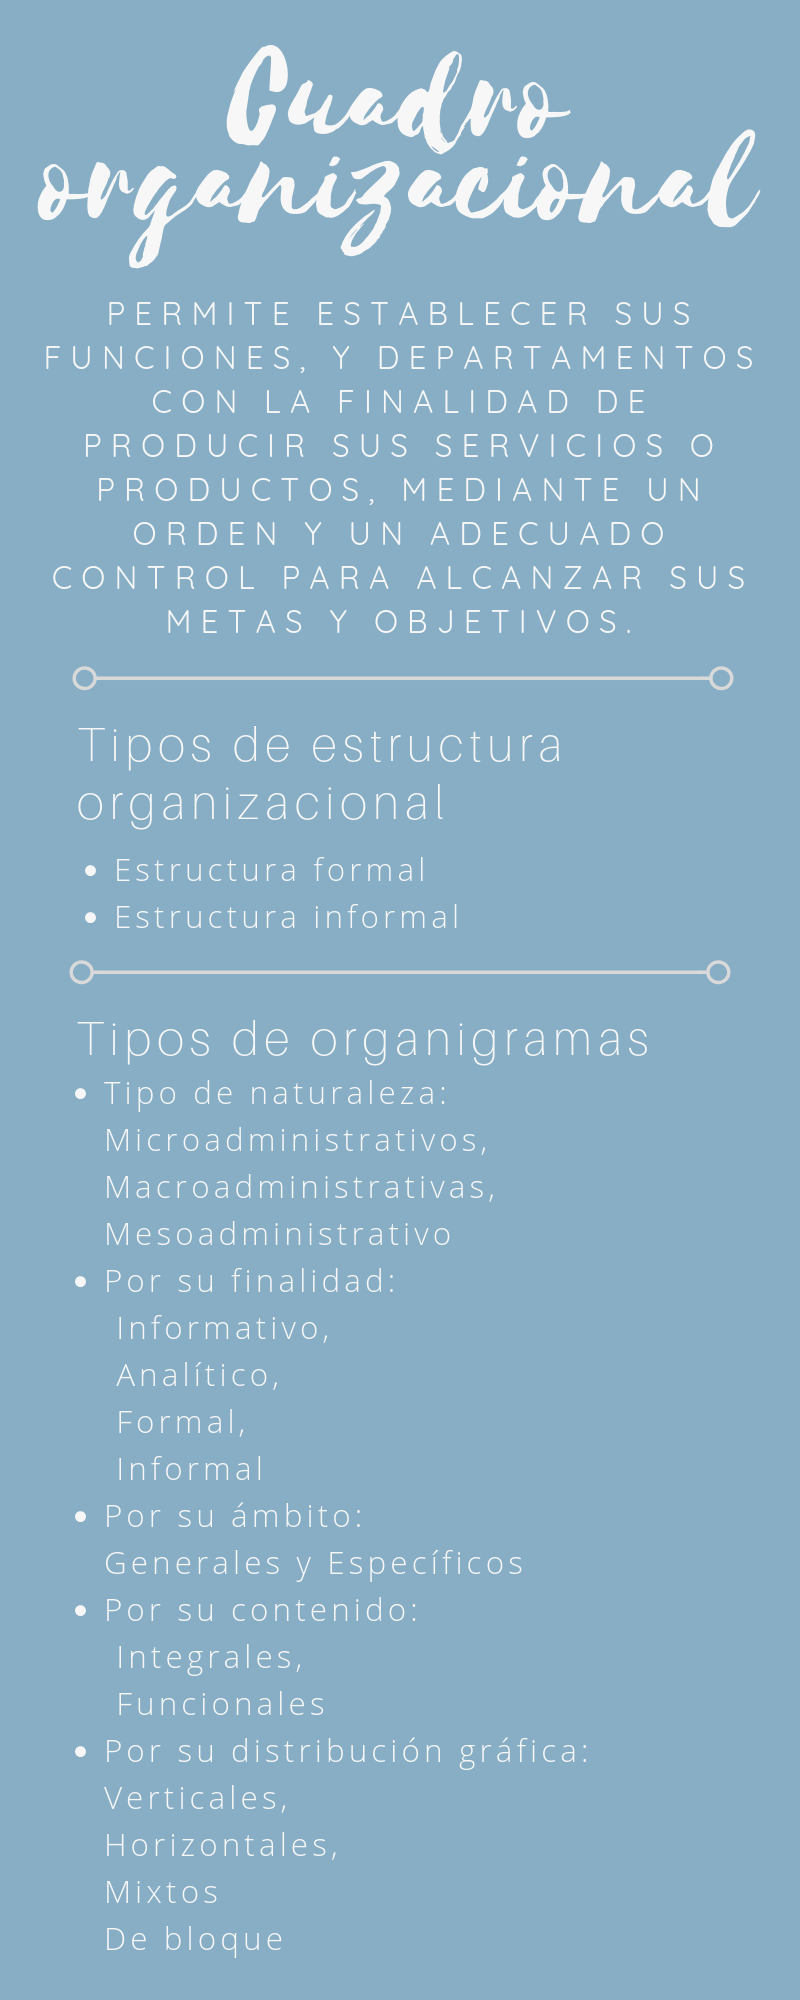 Cuadro
organizacional
PERMITE ESTABLECER SUS
FUNCIONES, Y DEPARTAMENTOS
CON LA FINALIDAD DE
PRODUCIR SUS SERVICIOS O
PRODUCTOS, MEDIANTE UN
ORDEN Y UN ADECUADO
CONTROL PARA ALCANZAR SUS
METAS Y OBJETIVOS.
Tipos de estructura
organizacional
• Estructura formal
• Estructura informal
Tipos de organigramas
• Tipo de naturaleza:
Microadministrativos,
Macroadministrativas,
Mesoadministrativo
• Por su finalidad:
Informativo,
Analítico,
Formal,
Informal
• Por su ámbito:
Generales y Específicos
• Por su contenido:
Integrales,
Funcionales
• Por su distribución gráfica:
Verticales,
Horizontales,
Mixtos
De bloque